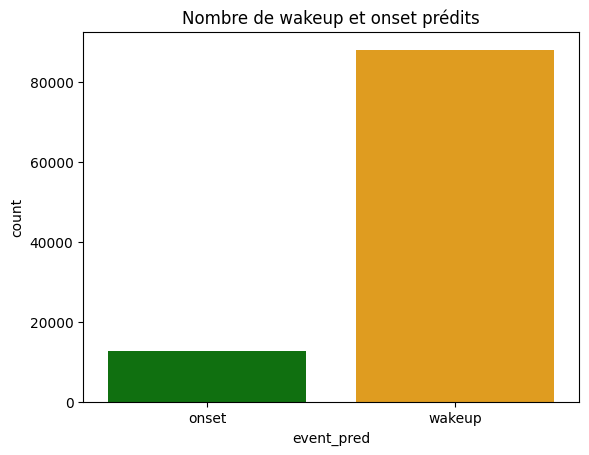 Nombre de wakeup et onset prédits
80000
60000
40000
20000
0
count
onset
wakeup
event_pred